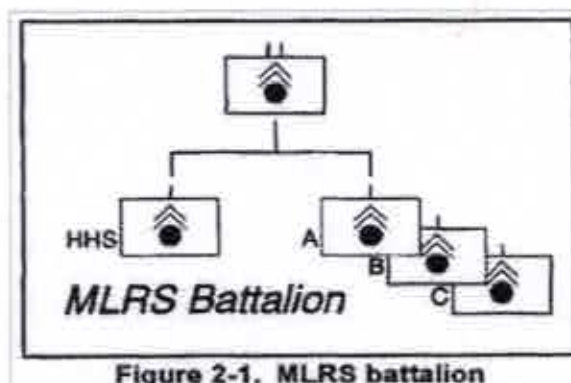 HHS
A
B
C
MLRS Battalion
Figure 2-1. MLRS battalion